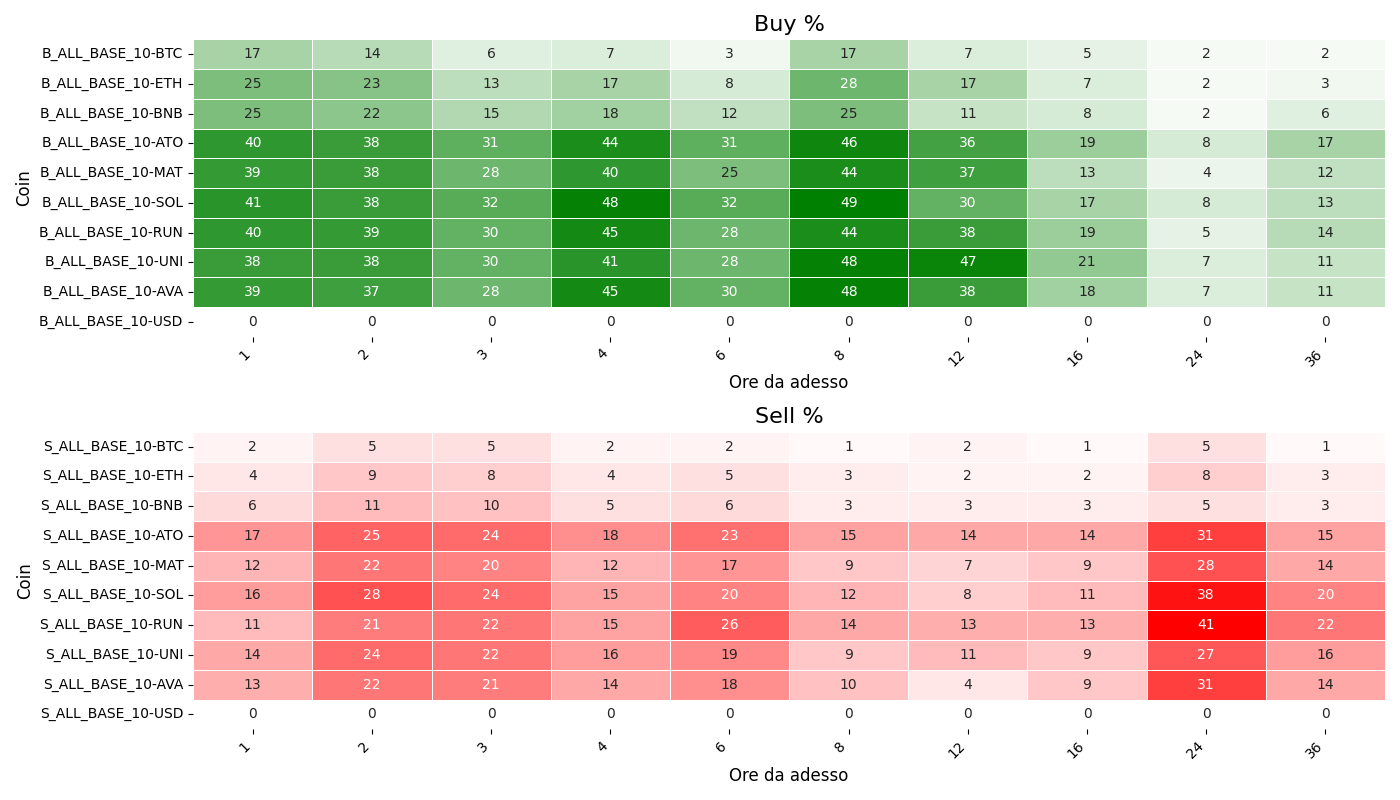 Buy %
Coin
B_ALL_BASE_10-BTC 17 14 6 7 3 17 7 5 2 2
B_ALL_BASE_10-ETH 25 23 13 17 8 28 17 7 2 3
B_ALL_BASE_10-BNB 25 22 15 18 12 25 11 8 2 6
B_ALL_BASE_10-ATO 40 38 31 44 31 46 36 19 8 17
B_ALL_BASE_10-MAT 39 38 28 40 25 44 37 13 4 12
B_ALL_BASE_10-SOL 41 38 32 48 32 49 30 17 8 13
B_ALL_BASE_10-RUN 40 39 30 45 28 44 38 19 5 14
B_ALL_BASE_10-UNI 38 38 30 41 28 48 47 21 7 11
B_ALL_BASE_10-AVA 39 37 28 45 30 48 38 18 7 11
B_ALL_BASE_10-USD 0 0 0 0 0 0 0 0 0 0
1 2 3 4 6 8 12 16 24 36
Ore da adesso
Sell %
Coin
S_ALL_BASE_10-BTC 2 5 5 2 2 1 2 1 5 1
S_ALL_BASE_10-ETH 4 9 8 4 5 3 2 2 8 3
S_ALL_BASE_10-BNB 6 11 10 5 6 3 3 3 5 3
S_ALL_BASE_10-ATO 17 25 24 18 23 15 14 14 31 15
S_ALL_BASE_10-MAT 12 22 20 12 17 9 7 9 28 14
S_ALL_BASE_10-SOL 16 28 24 15 20 12 8 11 38 20
S_ALL_BASE_10-RUN 11 21 22 15 26 14 13 13 41 22
S_ALL_BASE_10-UNI 14 24 22 16 19 9 11 9 27 16
S_ALL_BASE_10-AVA 13 22 21 14 18 10 4 9 31 14
S_ALL_BASE_10-USD 0 0 0 0 0 0 0 0 0 0
1 2 3 4 6 8 12 16 24 36
Ore da adesso